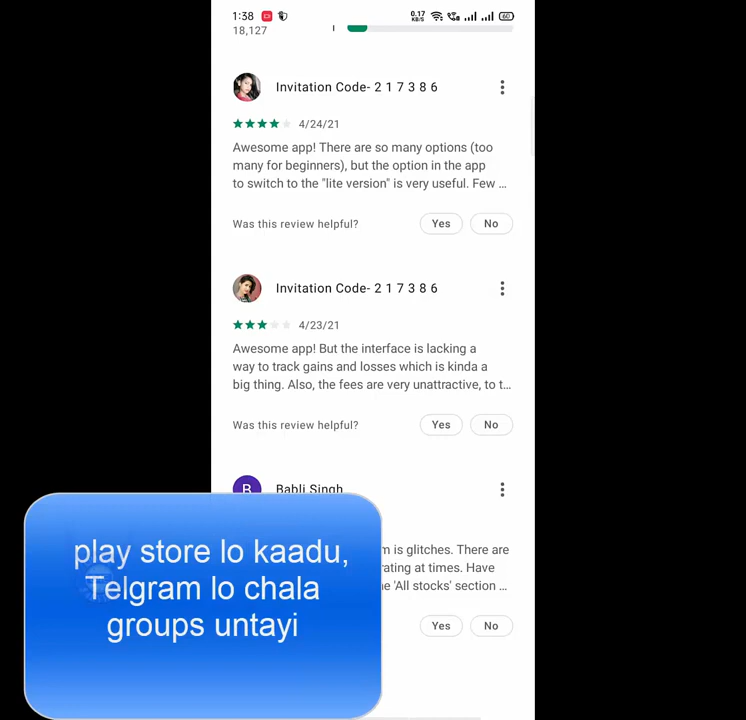 1:38
0.17
KB/S
60
18,127
1
Invitation Code- 2 1 7 3 8 6
4/24/21
Awesome app! There are so many options (too
many for beginners), but the option in the app
to switch to the "lite version" is very useful. Few ...
Was this review helpful?
Yes
No
Invitation Code- 2 1 7 3 8 6
4/23/21
Awesome app! But the interface is lacking a
way to track gains and losses which is kinda a
big thing. Also, the fees are very unattractive, to t...
Was this review helpful?
Yes
No
B
Babli Singh
is glitches. There are
rating at times. Have
'All stocks' section ...
Yes
No
play store lo kaadu,
Telgram lo chala
groups untayi